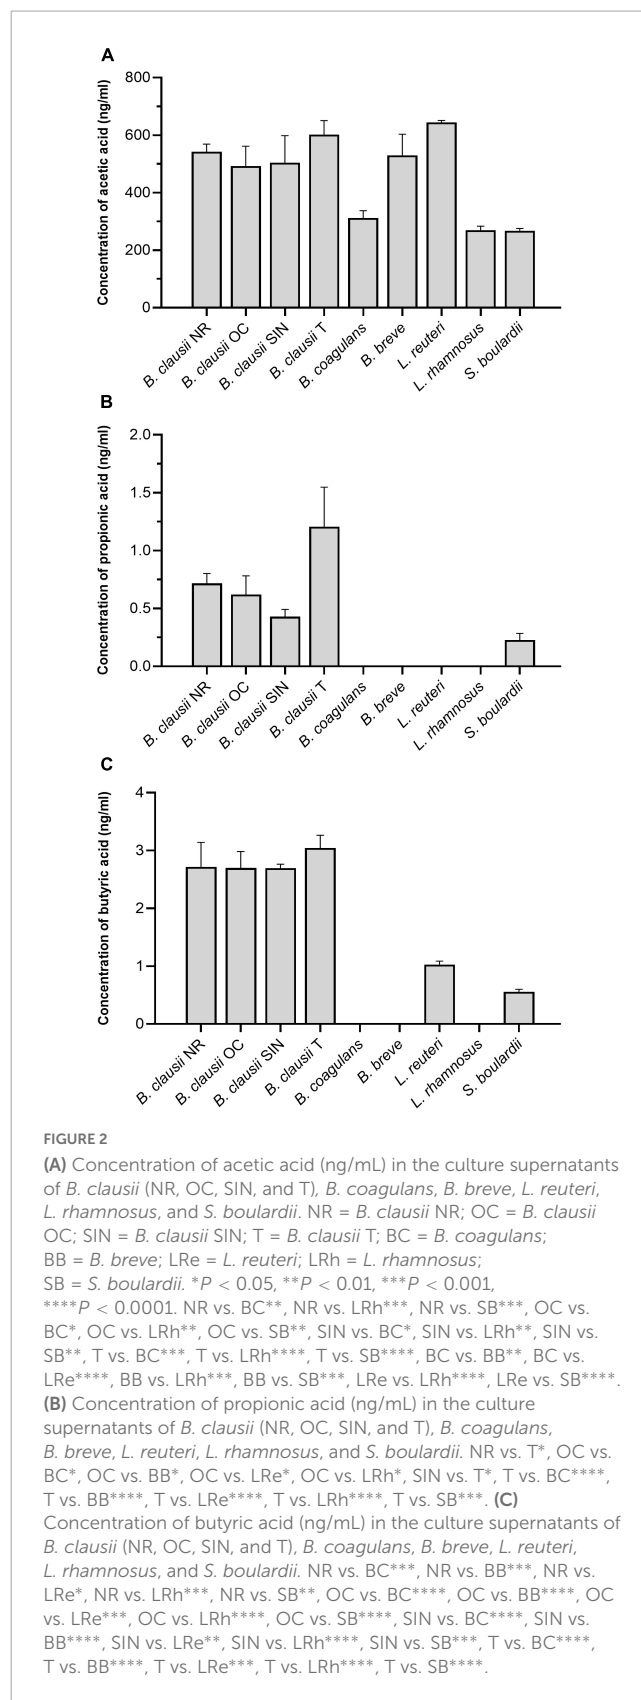 A
Concentration of acetic acid (ng/ml)
800
600
400
200
0
B. clausii NR
B. clausii OC
B. clausii SIN
B. clausii T
B. coagulans
B. breve
L. reuteri
L. rhamnosus
S. boulardii
B
Concentration of propionic acid (ng/ml)
2.0
1.5
1.0
0.5
0.0
B. clausii NR
B. clausii OC
B. clausii SIN
B. clausii T
B. coagulans
B. breve
L. reuteri
L. rhamnosus
S. boulardii
C
Concentration of butyric acid (ng/ml)
4
3
2
1
0
B. clausii NR
B. clausii OC
B. clausii SIN
B. clausii T
B. coagulans
B. breve
L. reuteri
L. rhamnosus
S. boulardii
FIGURE 2
(A) Concentration of acetic acid (ng/mL) in the culture supernatants
of B. clausii (NR, OC, SIN, and T), B. coagulans, B. breve, L. reuteri,
L. rhamnosus, and S. boulardii. NR = B. clausii NR; OC = B. clausii
OC; SIN = B. clausii SIN; T = B. clausii T; BC = B. coagulans;
BB = B. breve; LRe = L. reuteri; LRh = L. rhamnosus;
SB = S. boulardii. *P < 0.05, **P < 0.01, ***P < 0.001,
****P < 0.0001. NR vs. BC**, NR vs. LRh***, NR vs. SB***, OC vs.
BC*, OC vs. LRh**, OC vs. SB**, SIN vs. BC*, SIN vs. LRh**, SIN vs.
SB**, T vs. BC***, T vs. LRh****, T vs. SB****, BC vs. BB**, BC vs.
LRe****, BB vs. LRh***, BB vs. SB***, LRe vs. LRh****, LRe vs. SB****.
(B) Concentration of propionic acid (ng/mL) in the culture
supernatants of B. clausii (NR, OC, SIN, and T), B. coagulans,
B. breve, L. reuteri, L. rhamnosus, and S. boulardii. NR vs. T*, OC vs.
BC*, OC vs. BB*, OC vs. LRe*, OC vs. LRh*, SIN vs. T*, T vs. BC****,
T vs. BB****, T vs. LRe****, T vs. LRh****, T vs. SB***. (C)
Concentration of butyric acid (ng/mL) in the culture supernatants of
B. clausii (NR, OC, SIN, and T), B. coagulans, B. breve, L. reuteri,
L. rhamnosus, and S. boulardii. NR vs. BC***, NR vs. BB***, NR vs.
LRe*, NR vs. LRh***, NR vs. SB**, OC vs. BC****, OC vs. BB****, OC
vs. LRe***, OC vs. LRh****, OC vs. SB****, SIN vs. BC****, SIN vs.
BB****, SIN vs. LRe**, SIN vs. LRh****, SIN vs. SB***, T vs. BC****,
T vs. BB****, T vs. LRe***, T vs. LRh****, T vs. SB****.